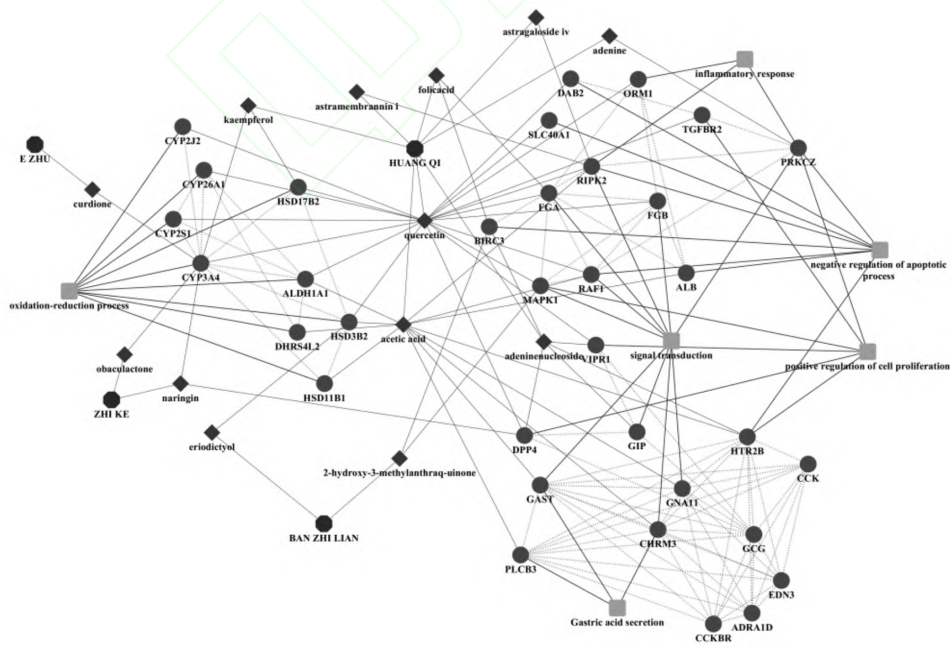 astragaloside iv
adenine
inflammatory response
folicacid
DAB2
ORM1
astramembrannin I
kaempferol
TGFBR2
SLC40A1
CYP2J2
E ZHU
HUANG QI
PRKCZ
RIPK2
CYP26A1
HSD17B2
curdione
FGA
FGB
CYP2S1
quercetin
BIRC3
negative regulation of apoptotic
process
CYP3A4
ALDH1A1
RAF1
ALB
MAPK1
oxidation-reduction process
DHRS4L2
HSD3B2
acetic acid
adeninenucleoside
VIPR1
signal transduction
positive regulation of cell proliferation
obaculactone
naringin
HSD11B1
ZHI KE
eriodictyol
DPP4
GIP
HTR2B
2-hydroxy-3-methylanthraq-uinone
CCK
GAST
GNA11
BAN ZHI LIAN
CHRM3
GCG
PLCB3
EDN3
Gastric acid secretion
ADRA1D
CCKBR